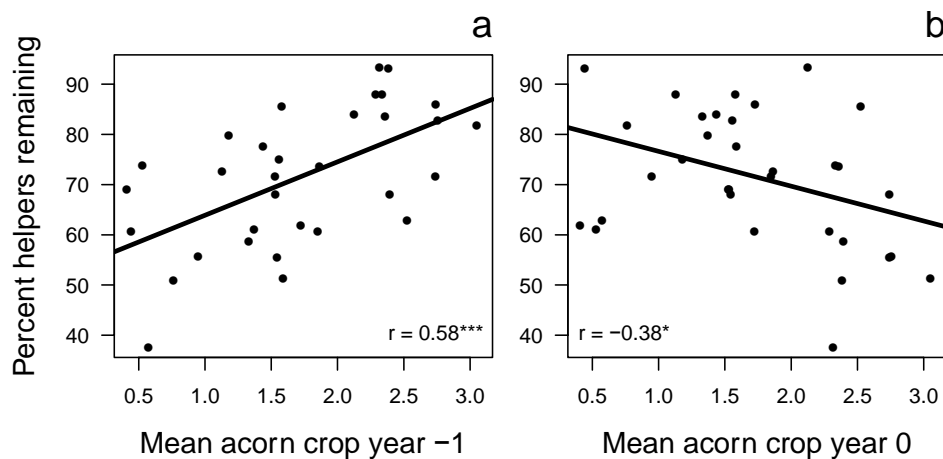 a
b
Percent helpers remaining
90
80
70
60
50
40
r = 0.58***
0.5 1.0 1.5 2.0 2.5 3.0
Mean acorn crop year −1
90
80
70
60
50
40
r = −0.38*
0.5 1.0 1.5 2.0 2.5 3.0
Mean acorn crop year 0